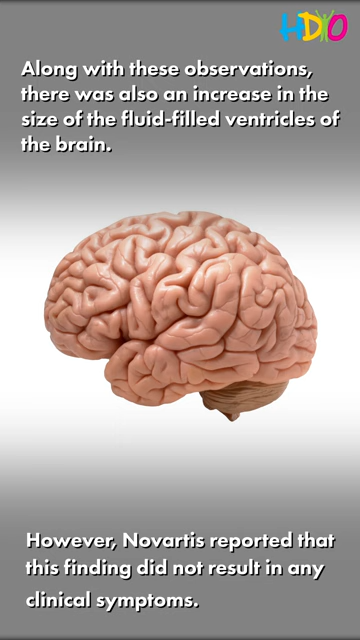 HDYO
Along with these observations,
there was also an increase in the
size of the fluid-filled ventricles of
the brain.
However, Novartis reported that
this finding did not result in any
clinical symptoms.